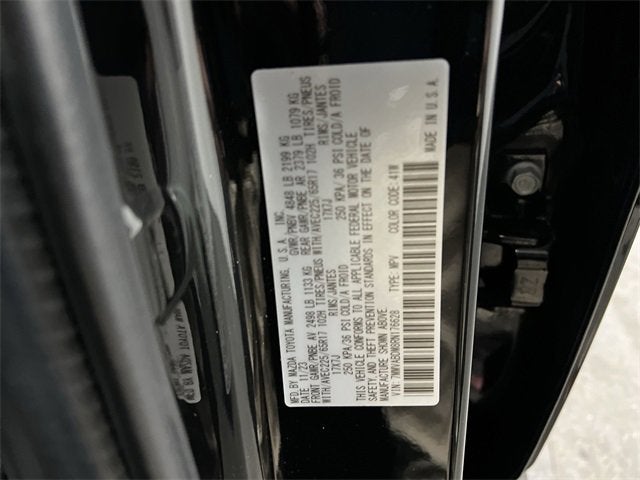 MFD.BY MAZDA TOYOTA MANUFACTURING, U.S.A., INC.
DATE: 11/23 GVWR/PNBV 4848 LB 2199 KG
FRONT GAWR/PNBE AV 2498 LB 1133 KG REAR GAWR/PNBE AR 2379 LB 1079 KG
WITH/AVEC225/65R17 102H TIRES/PNEUS WITH/AVEC225/65R17 102H TIRES/PNEUS
17X7J RIMS/JANTES 17X7J RIMS/JANTES
250 KPA/36 PSI COLD/A FROID 250 KPA/36 PSI COLD/A FROID
THIS VEHICLE CONFORMS TO ALL APPLICABLE FEDERAL MOTOR VEHICLE
SAFETY, AND THEFT PREVENTION STANDARDS IN EFFECT ON THE DATE OF
MANUFACTURE SHOWN ABOVE.
TYPE: MPV COLOR CODE: 41W MADE IN U.S.A.